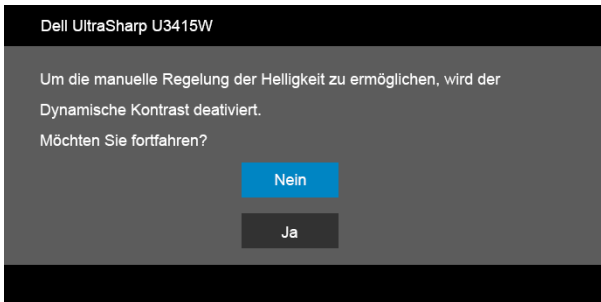 Dell UltraSharp U3415W
Um die manuelle Regelung der Helligkeit zu ermöglichen, wird der
Dynamische Kontrast deativiert.
Möchten Sie fortfahren?
Nein
Ja